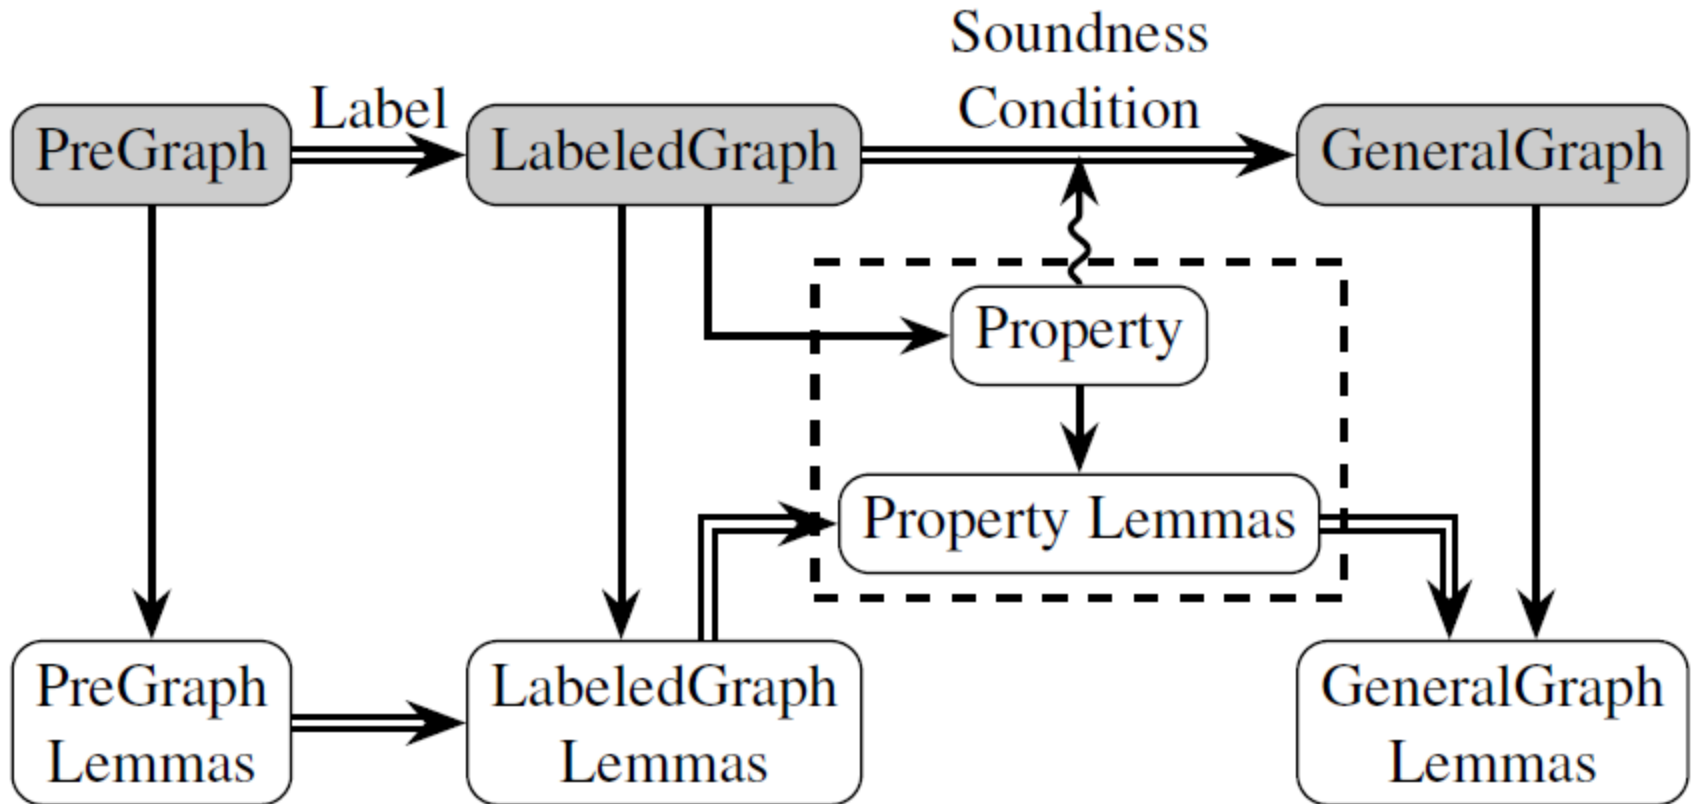 Soundness
Condition
Label
PreGraph
LabeledGraph
GeneralGraph
Property
Property Lemmas
PreGraph
Lemmas
LabeledGraph
Lemmas
GeneralGraph
Lemmas